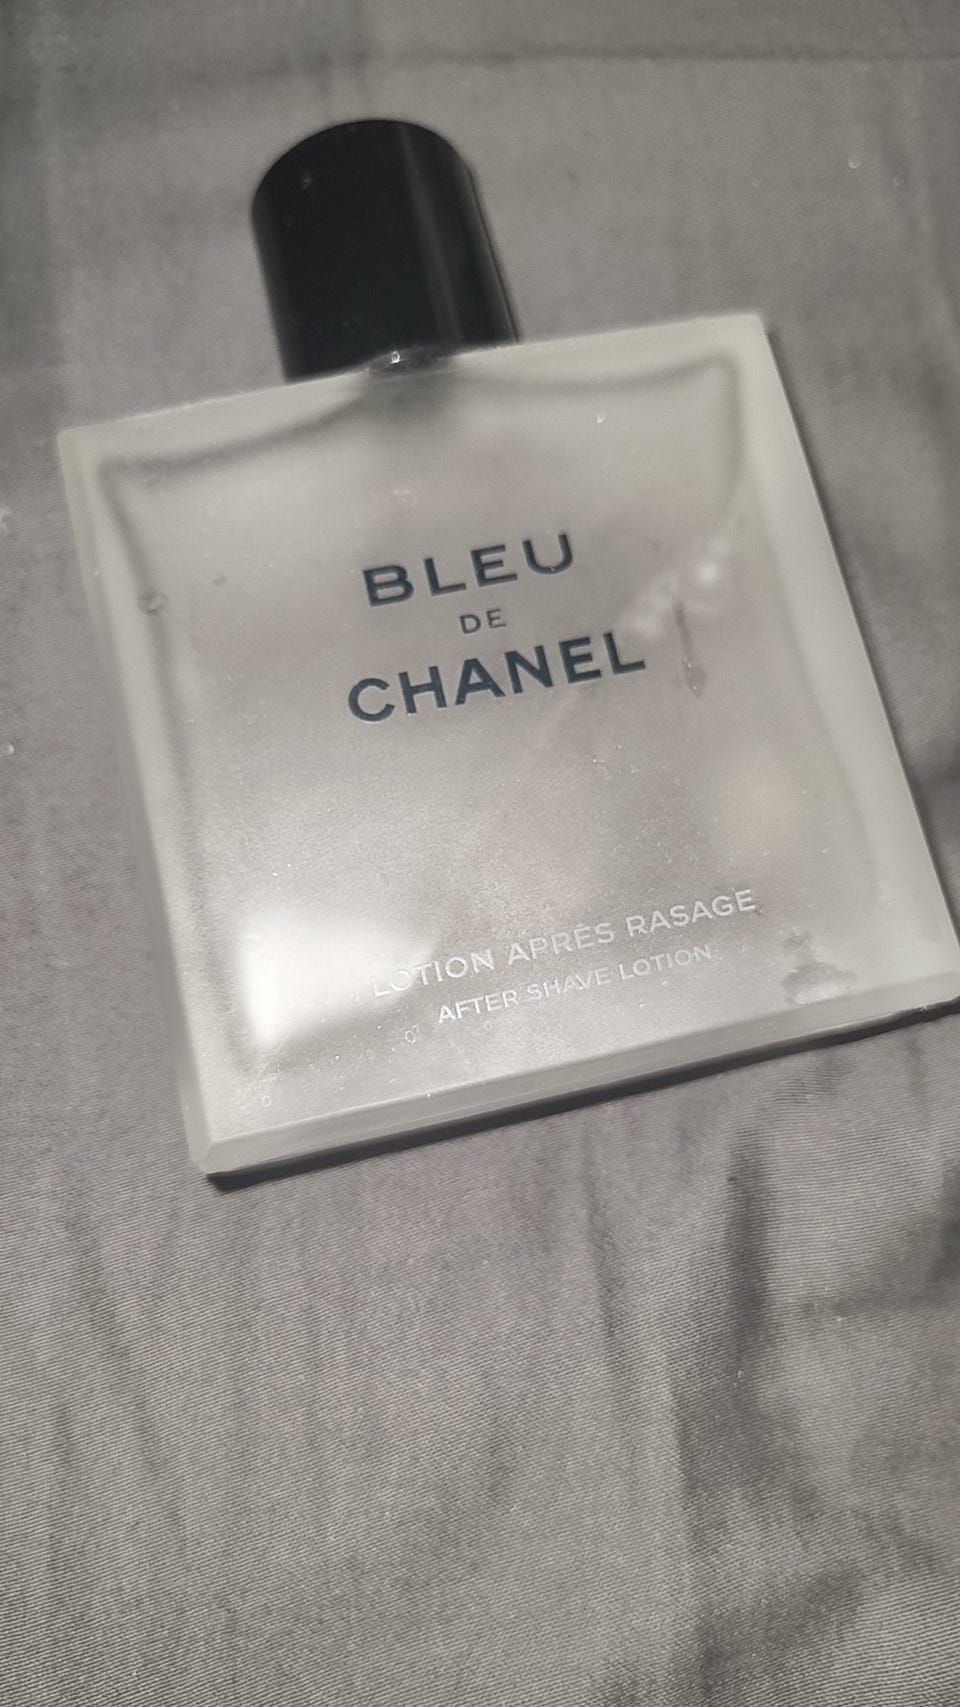 BLEU
DE
CHANEL
LOTION APRÈS RASAGE
AFTER SHAVE LOTION